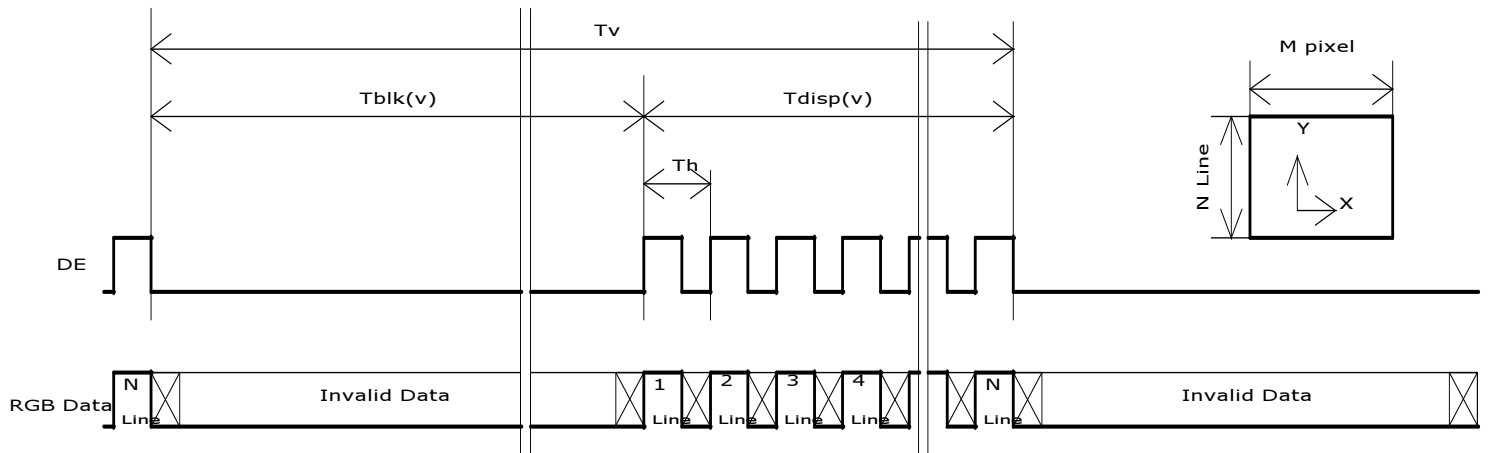 Tv
M pixel
Tblk(v)
Tdisp(v)
Y
N Line
Th
X
DE
RGB Data
N
Line
Invalid Data
1
Line
2
Line
3
Line
4
Line
N
Line
Invalid Data